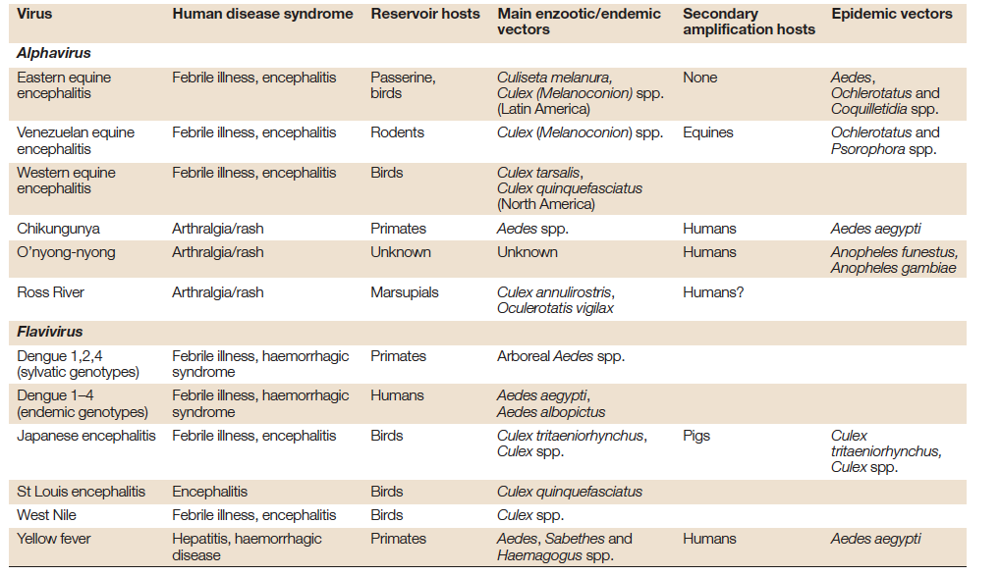 Virus Human disease syndrome Reservoir hosts Main enzootic/endemic vectors Secondary amplification hosts Epidemic vectors
Alphavirus
Eastern equine encephalitis Febrile illness, encephalitis Passerine, birds Culiseta melanura, Culex (Melanoconion) spp. (Latin America) None Aedes, Ochlerotatus and Coquilletidia spp.
Venezuelan equine encephalitis Febrile illness, encephalitis Rodents Culex (Melanoconion) spp. Equines Ochlerotatus and Psorophora spp.
Western equine encephalitis Febrile illness, encephalitis Birds Culex tarsalis, Culex quinquefasciatus (North America)
Chikungunya Arthralgia/rash Primates Aedes spp. Humans Aedes aegypti
O'nyong-nyong Arthralgia/rash Unknown Unknown Humans Anopheles funestus, Anopheles gambiae
Ross River Arthralgia/rash Marsupials Culex annulirostris, Oculerotatis vigilax Humans?
Flavivirus
Dengue 1,2,4 (sylvatic genotypes) Febrile illness, haemorrhagic syndrome Primates Arboreal Aedes spp.
Dengue 1–4 (endemic genotypes) Febrile illness, haemorrhagic syndrome Humans Aedes aegypti, Aedes albopictus
Japanese encephalitis Febrile illness, encephalitis Birds Culex tritaeniorhynchus, Culex spp. Pigs Culex tritaeniorhynchus, Culex spp.
St Louis encephalitis Encephalitis Birds Culex quinquefasciatus
West Nile Febrile illness, encephalitis Birds Culex spp.
Yellow fever Hepatitis, haemorrhagic disease Primates Aedes, Sabethes and Haemagogus spp. Humans Aedes aegypti